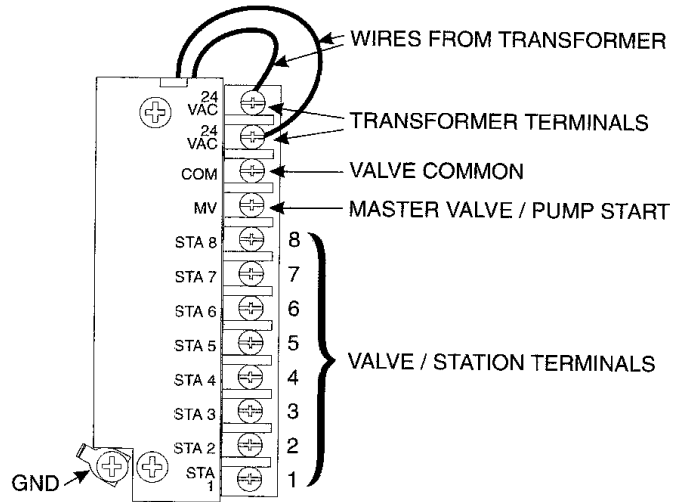 WIRES FROM TRANSFORMER
24
VAC
TRANSFORMER TERMINALS
24
VAC
COM
VALVE COMMON
MV
MASTER VALVE / PUMP START
STA 8
8
STA 7
7
STA 6
6
STA 5
5
VALVE / STATION TERMINALS
STA 4
4
STA 3
3
STA 2
2
STA
1
1
GND